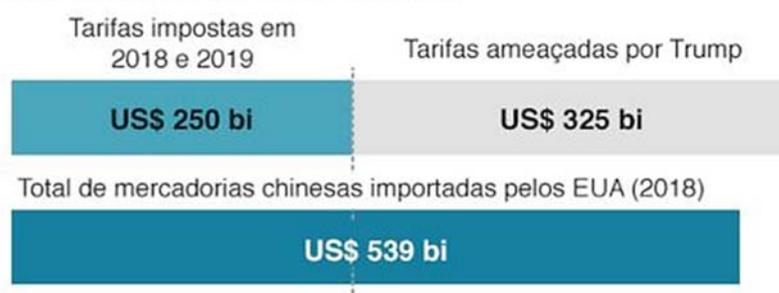 Tarifas impostas em
2018 e 2019
Tarifas ameaçadas por Trump
US$ 250 bi
US$ 325 bi
Total de mercadorias chinesas importadas pelos EUA (2018)
US$ 539 bi